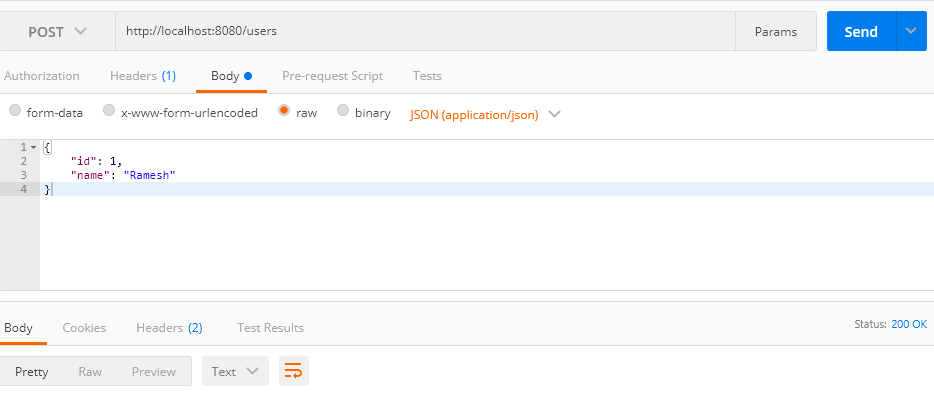 POST http://localhost:8080/users Params Send
Authorization Headers (1) Body Pre-request Script Tests
form-data x-www-form-urlencoded raw binary JSON (application/json)
1 {
2 "id": 1,
3 "name": "Ramesh"
4 }
Body Cookies Headers (2) Test Results Status: 200 OK
Pretty Raw Preview Text